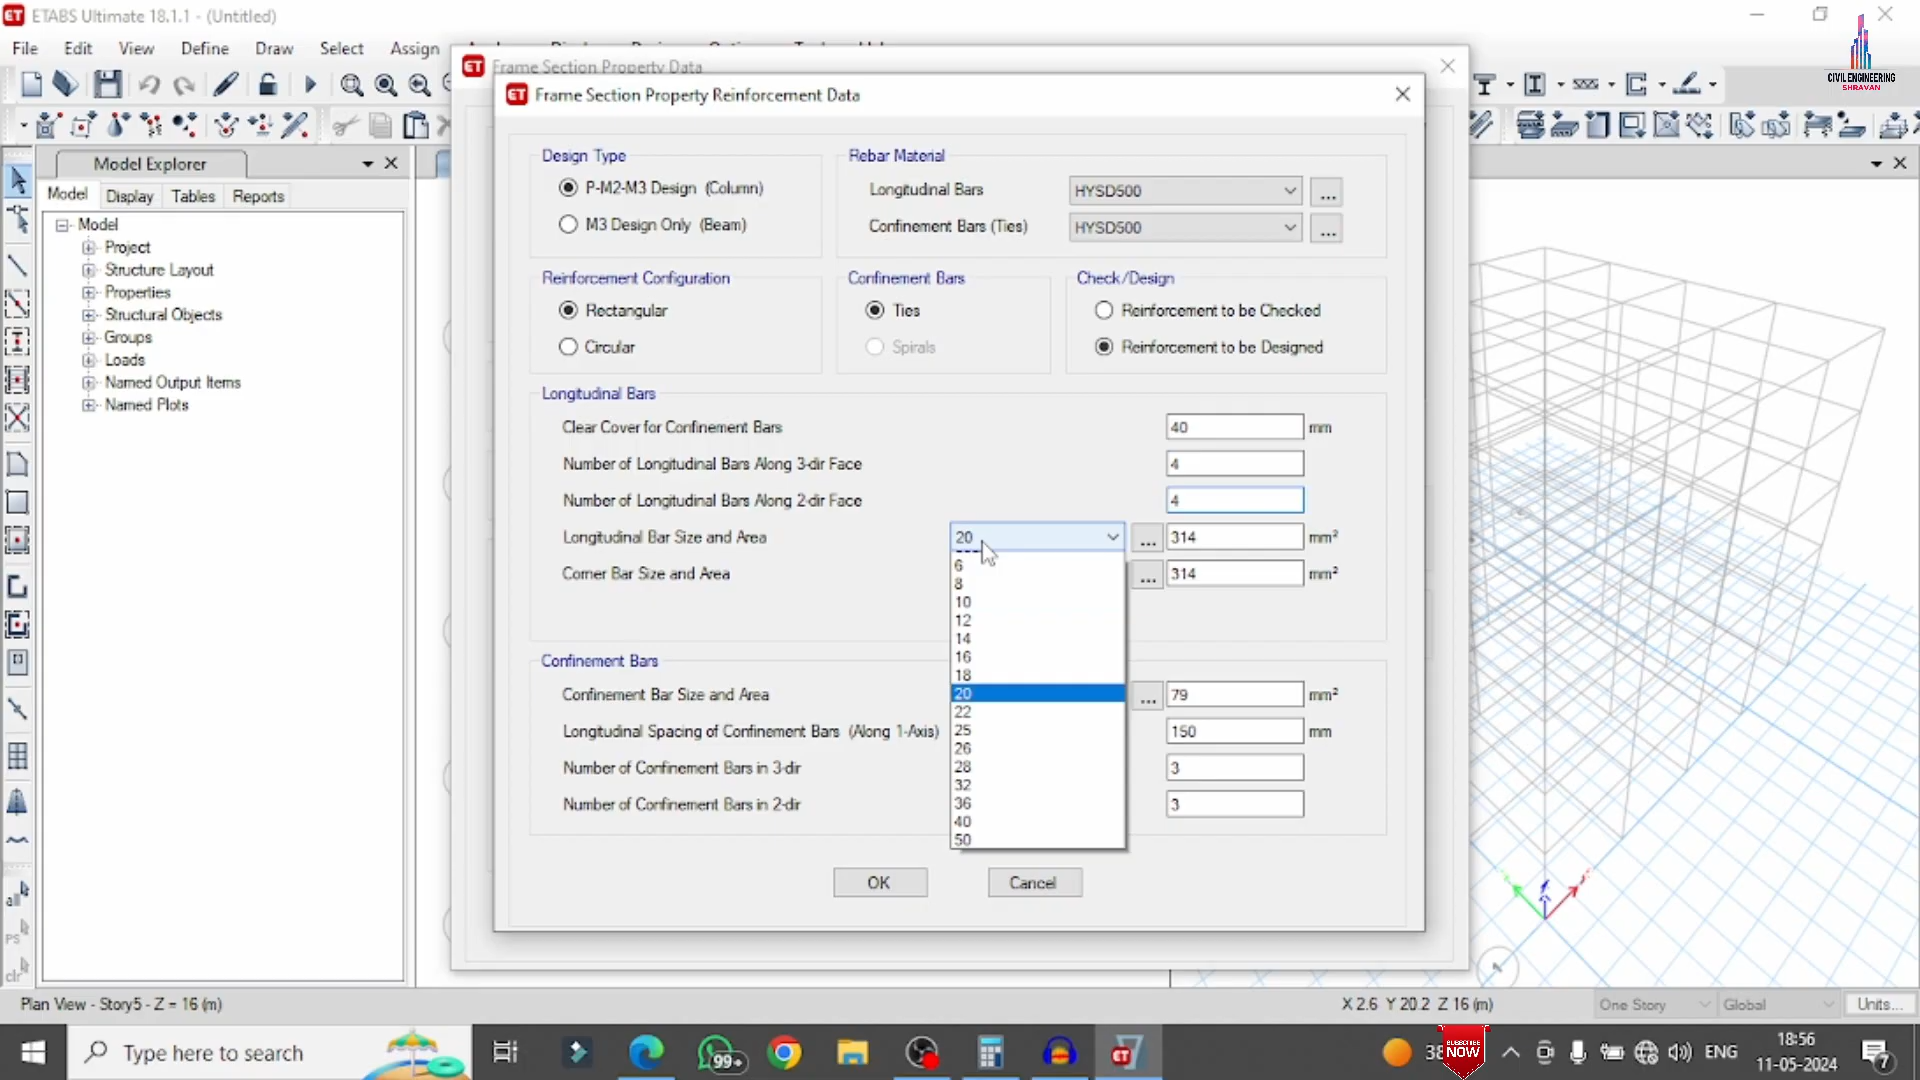 ETABS Ultimate 18.1.1 - (Untitled)
File Edit View Define Draw Select Assign
CIVIL ENGINEERING
SHRAVAN
Frame Section Property Data
Frame Section Property Reinforcement Data
Model Explorer
Model Display Tables Reports
Model
Project
Structure Layout
Properties
Structural Objects
Groups
Loads
Named Output Items
Named Plots
Design Type
P-M2-M3 Design (Column)
M3 Design Only (Beam)
Rebar Material
Longitudinal Bars HYSD500 ...
Confinement Bars (Ties) HYSD500 ...
Reinforcement Configuration
Rectangular
Circular
Confinement Bars
Ties
Spirals
Check/Design
Reinforcement to be Checked
Reinforcement to be Designed
Longitudinal Bars
Clear Cover for Confinement Bars 40 mm
Number of Longitudinal Bars Along 3-dir Face 4
Number of Longitudinal Bars Along 2-dir Face 4
Longitudinal Bar Size and Area 20 ... 314 mm²
Corner Bar Size and Area ... 314 mm²
6
8
10
12
14
16
18
20
22
25
26
28
32
36
40
50
Confinement Bars
Confinement Bar Size and Area ... 79 mm²
Longitudinal Spacing of Confinement Bars (Along 1-Axis) 150 mm
Number of Confinement Bars in 3-dir 3
Number of Confinement Bars in 2-dir 3
OK Cancel
Plan View - Story5 - Z = 16 (m)
X 2.6 Y 20.2 Z 16 (m)
One Story Global Units...
Type here to search
99+
SUBSCRIBE
NOW
ENG
18:56
11-05-2024
7